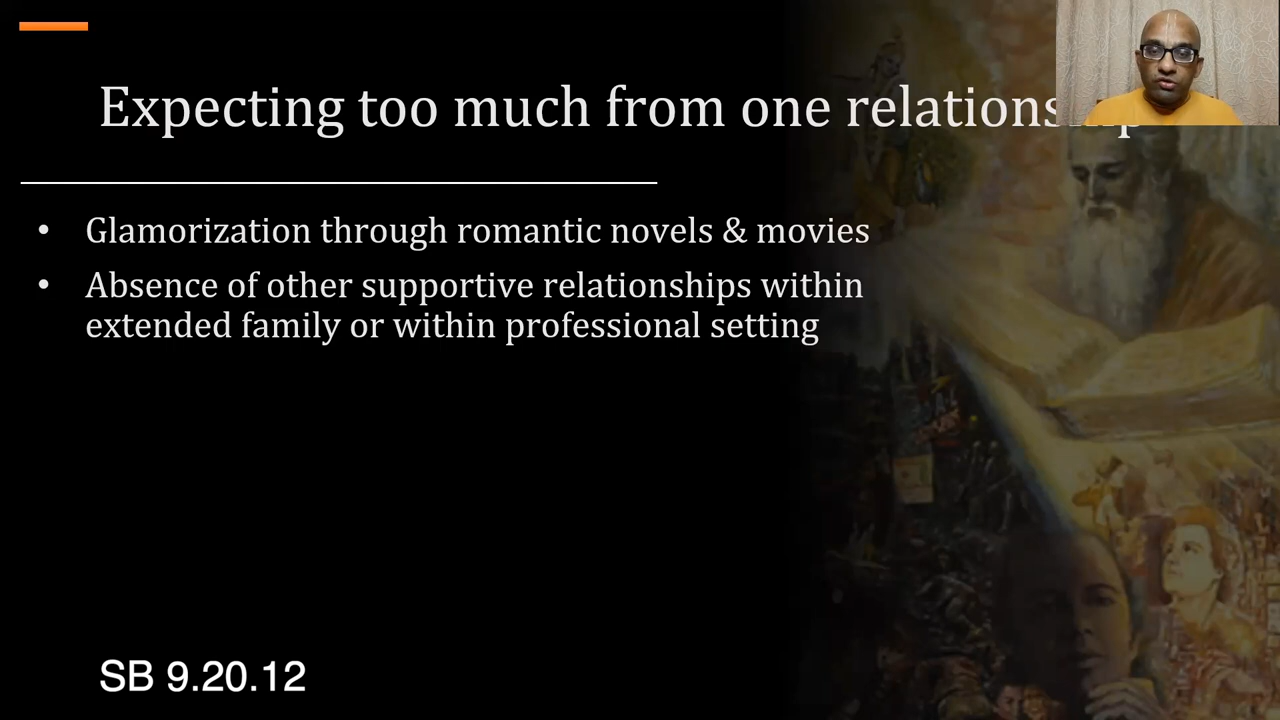 Expecting too much from one relationship
• Glamorization through romantic novels & movies
• Absence of other supportive relationships within
extended family or within professional setting
SB 9.20.12